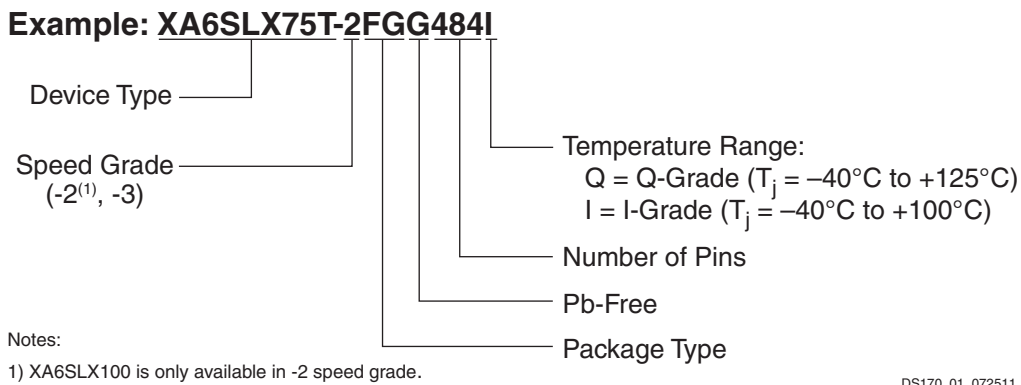 Example: XA6SLX75T-2FGG484I
Device Type
Speed Grade
(-2(1), -3)
Temperature Range:
Q = Q-Grade (Tj = –40°C to +125°C)
I = I-Grade (Tj = –40°C to +100°C)
Number of Pins
Pb-Free
Package Type
Notes:
1) XA6SLX100 is only available in -2 speed grade.
DS170_01_072511